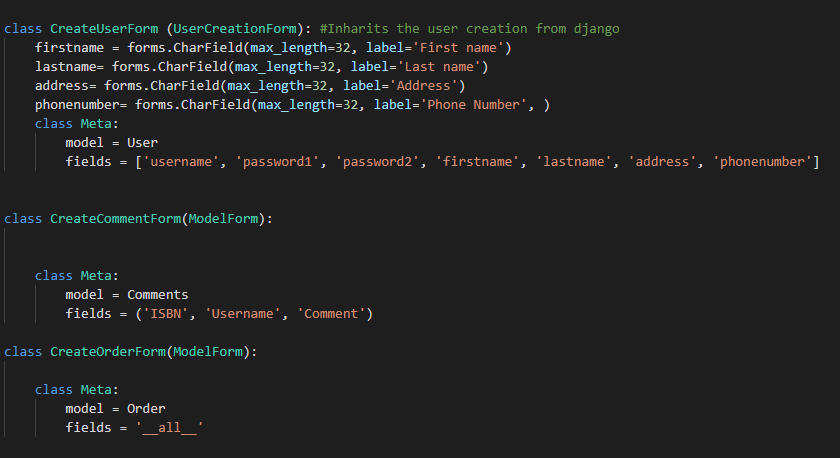 class CreateUserForm (UserCreationForm): #Inharits the user creation from django
    firstname = forms.CharField(max_length=32, label='First name')
    lastname= forms.CharField(max_length=32, label='Last name')
    address= forms.CharField(max_length=32, label='Address')
    phonenumber= forms.CharField(max_length=32, label='Phone Number', )
    class Meta:
        model = User
        fields = ['username', 'password1', 'password2', 'firstname', 'lastname', 'address', 'phonenumber']
class CreateCommentForm(ModelForm):
    class Meta:
        model = Comments
        fields = ('ISBN', 'Username', 'Comment')
class CreateOrderForm(ModelForm):
    class Meta:
        model = Order
        fields = '__all__'